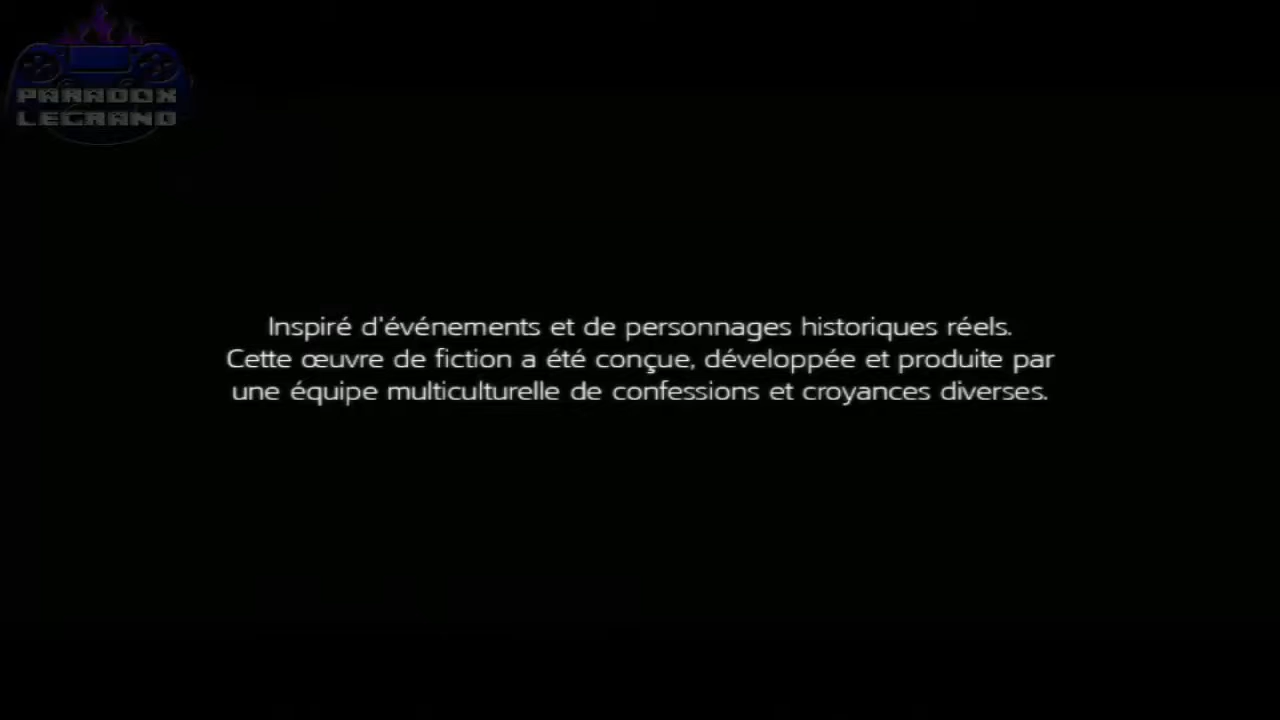 PARADOX
LEGRAND
Inspiré d'événements et de personnages historiques réels.
Cette œuvre de fiction a été conçue, développée et produite par
une équipe multiculturelle de confessions et croyances diverses.